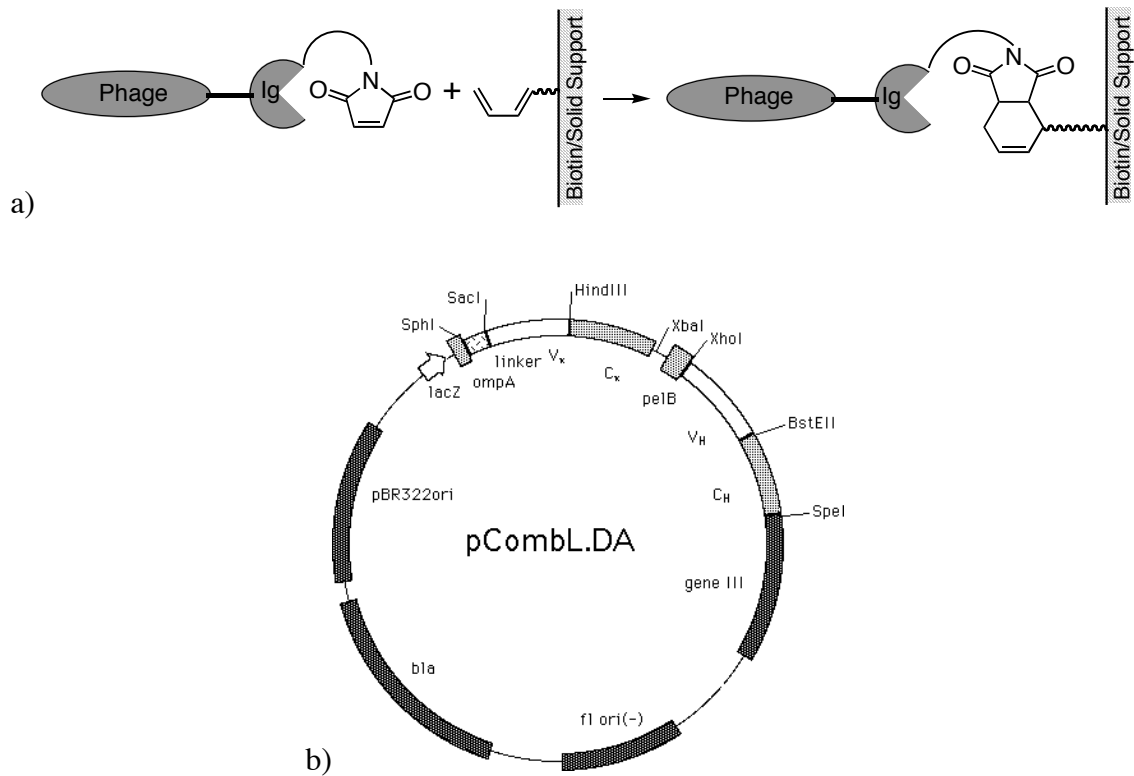 Phage
Ig
N
O
O
+
Biotin/Solid Support
Phage
Ig
N
O
O
Biotin/Solid Support
a)
SacI
HindIII
SphI
XbaI
XhoI
linker
Vκ
lacZ
ompA
Cκ
pelB
BstEII
VH
pBR322ori
CH
SpeI
pCombL.DA
gene III
bla
f1 ori(-)
b)